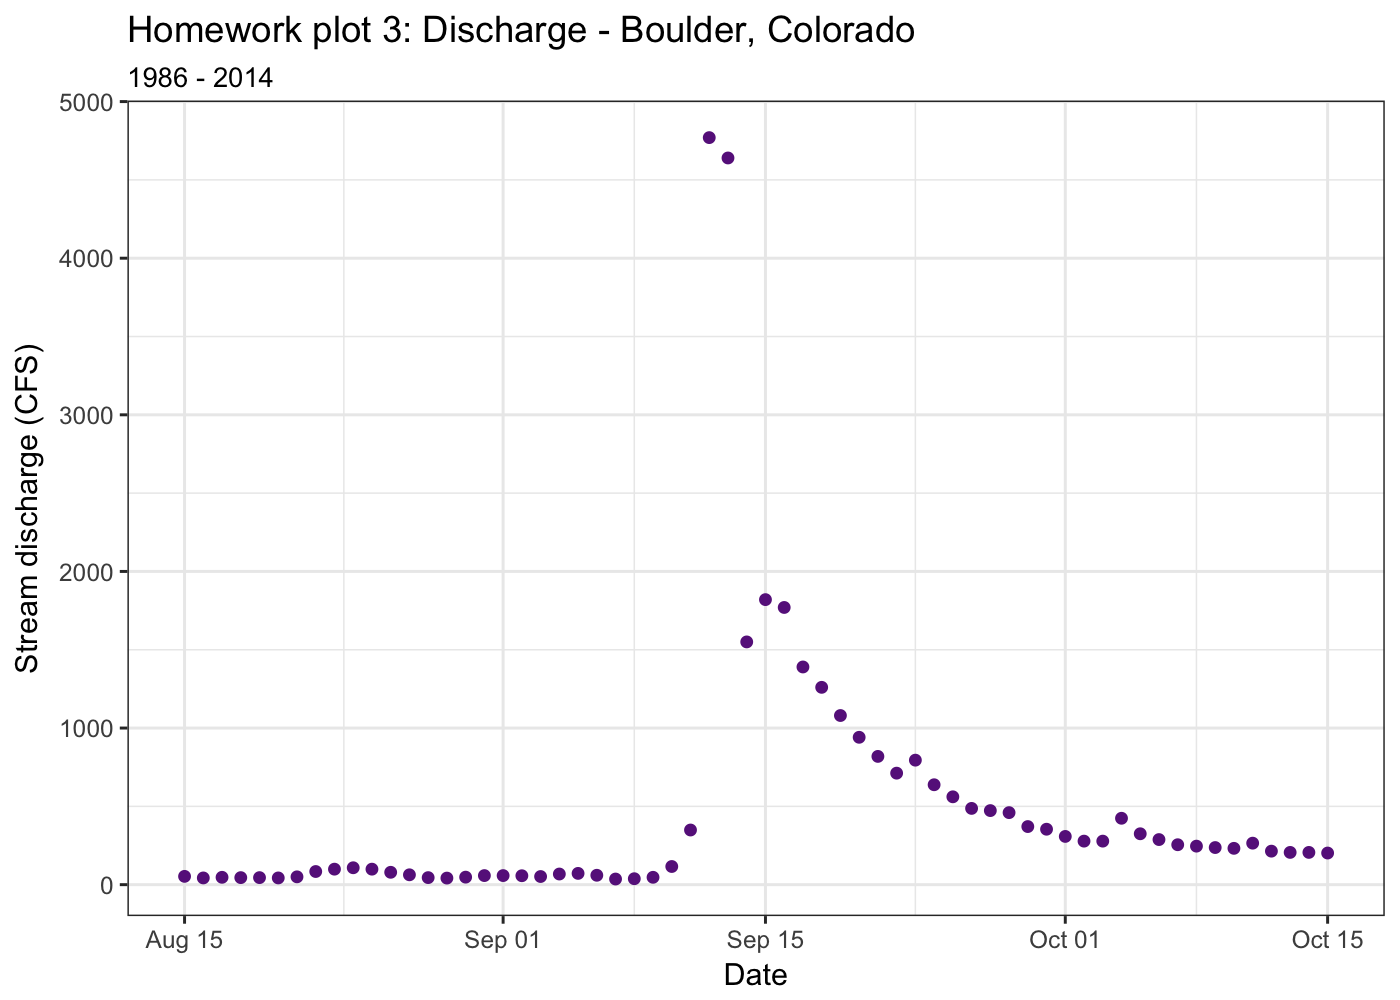 Homework plot 3: Discharge - Boulder, Colorado
1986 - 2014
5000
4000
3000
2000
1000
0
Stream discharge (CFS)
Aug 15
Sep 01
Sep 15
Oct 01
Oct 15
Date